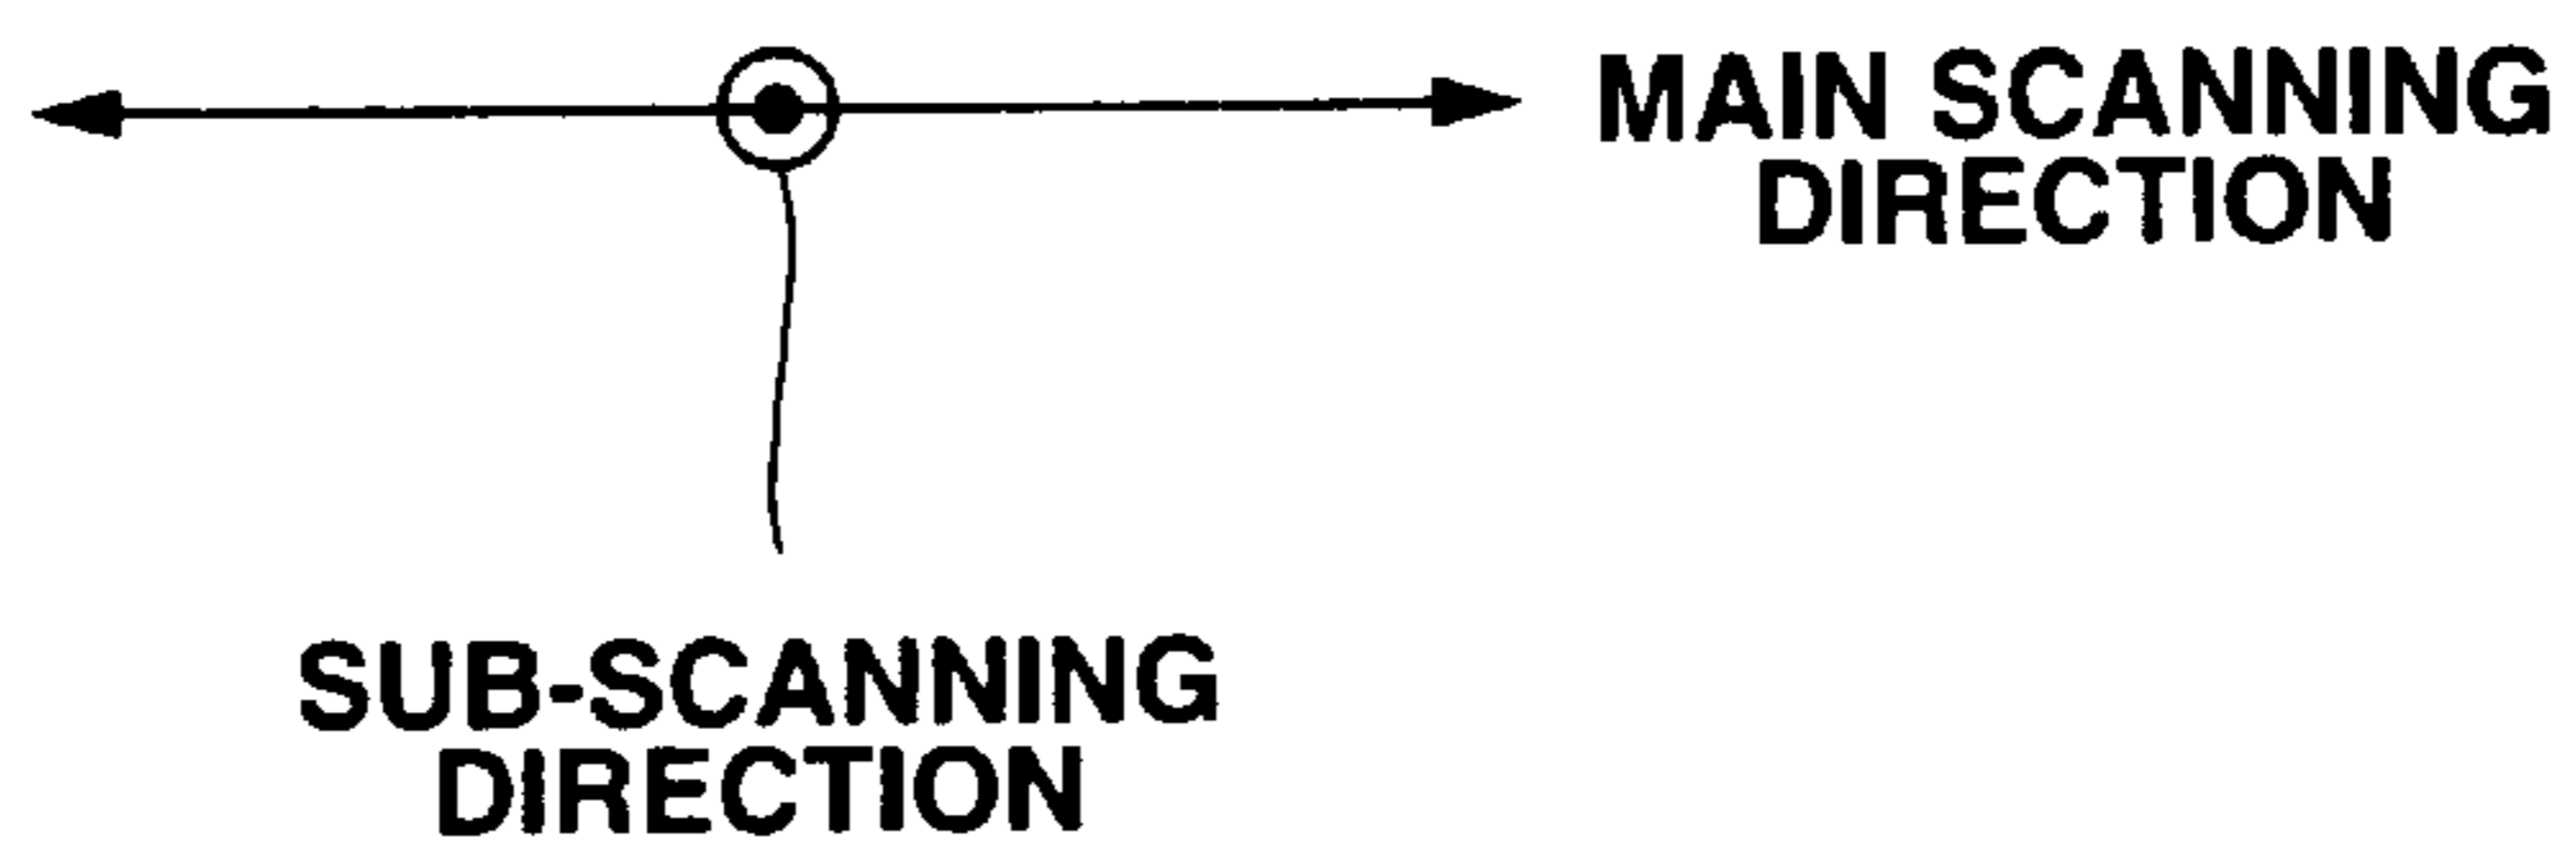 MAIN SCANNING
DIRECTION
SUB-SCANNING
DIRECTION